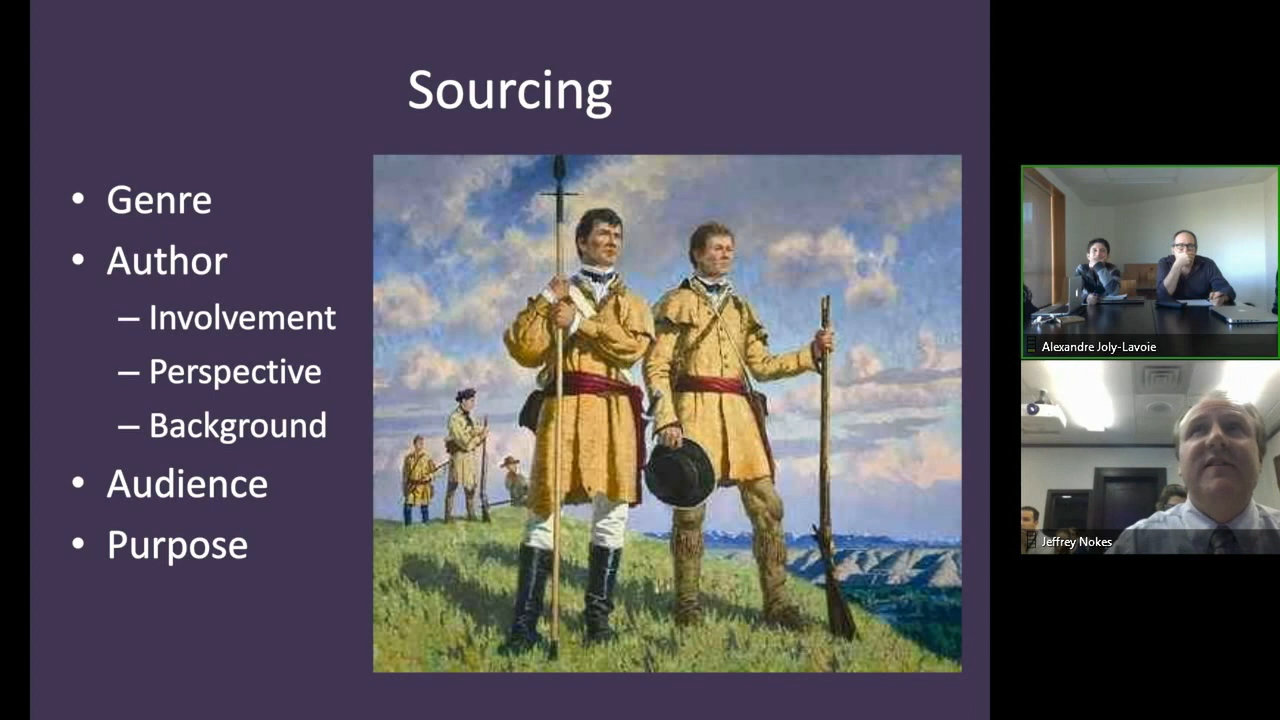 Sourcing
• Genre
• Author
– Involvement
– Perspective
– Background
• Audience
• Purpose
Alexandre Joly-Lavoie
Jeffrey Nokes